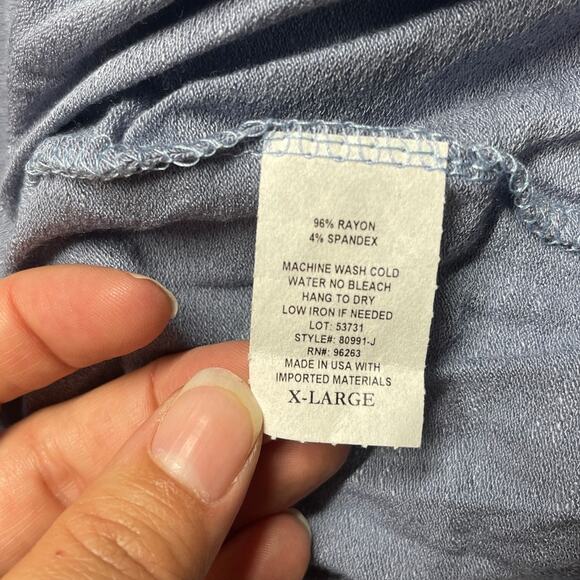 96% RAYON
4% SPANDEX
MACHINE WASH COLD
WATER NO BLEACH
HANG TO DRY
LOW IRON IF NEEDED
LOT: 53731
STYLE#: 80991-J
RN#: 96263
MADE IN USA WITH
IMPORTED MATERIALS
X-LARGE